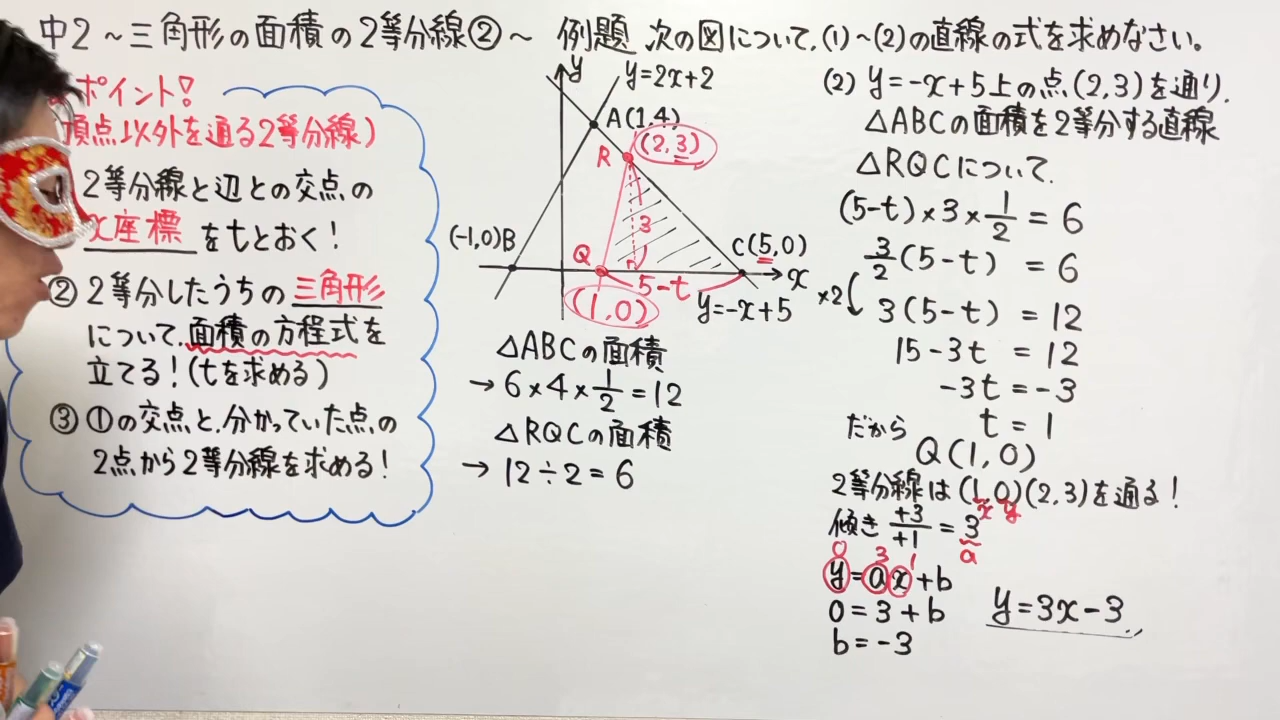 中2～三角形の面積の2等分線②～ 例題 次の図について、(1)～(2)の直線の式を求めなさい。
ポイント!
頂点以外を通る2等分線)
2等分線と辺との交点の
x座標をtとおく!
②2等分したうちの三角形
について、面積の方程式を
立てる!(tを求める)
③①の交点と、分かっていた点の
2点から2等分線を求める!
y
y=2x+2
A(1,4)
R (2,3)
(-1,0)B
3
C(5,0)
Q
x
5-t
(1,0)
y=-x+5
△ABCの面積
→6×4×1/2=12
△RQCの面積
→12÷2=6
(2) y=-x+5上の点(2,3)を通り、
△ABCの面積を2等分する直線
△RQCについて、
(5-t)×3×1/2=6
3/2(5-t)=6
×2
3(5-t)=12
15-3t=12
-3t=-3
だから t=1
Q(1,0)
2等分線は(1,0)(2,3)を通る!
x y
傾き +3/+1=3
a
0 3 1
y=ax+b
0=3+b
b=-3
y=3x-3